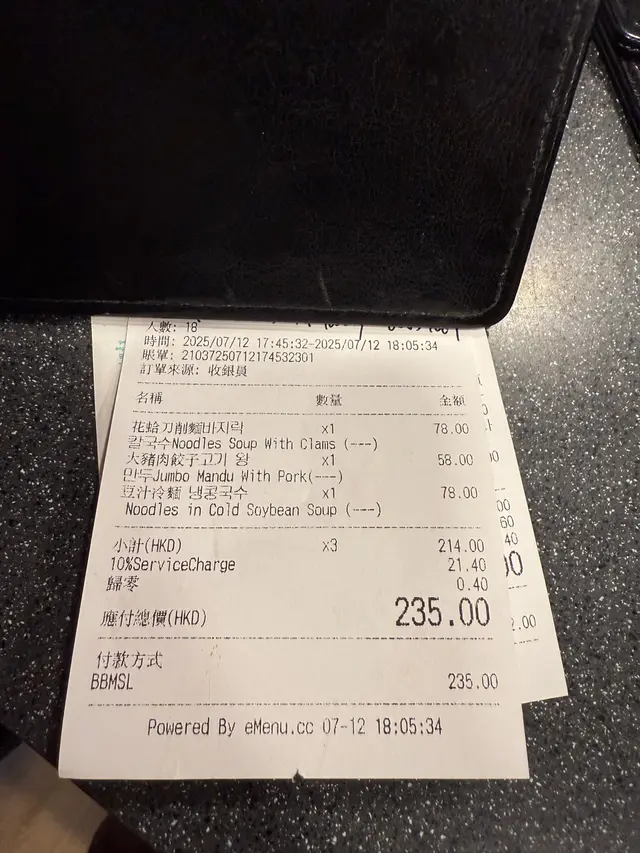 人數: 18
時間: 2025/07/12 17:45:32-2025/07/12 18:05:34
賬單: 21037250712174532301
訂單來源: 收銀員
名稱 數量 金額
花蛤刀削麵바지락 x1 78.00
칼국수Noodles Soup With Clams (---)
大豬肉餃子고기 왕 x1 58.00
만두Jumbo Mandu With Pork(---)
豆汁冷麵 냉콩국수 x1 78.00
Noodles in Cold Soybean Soup (---)
小計(HKD) x3 214.00
10%ServiceCharge 21.40
歸零 0.40
應付總價(HKD) 235.00
付款方式
BBMSL 235.00
Powered By eMenu.cc 07-12 18:05:34